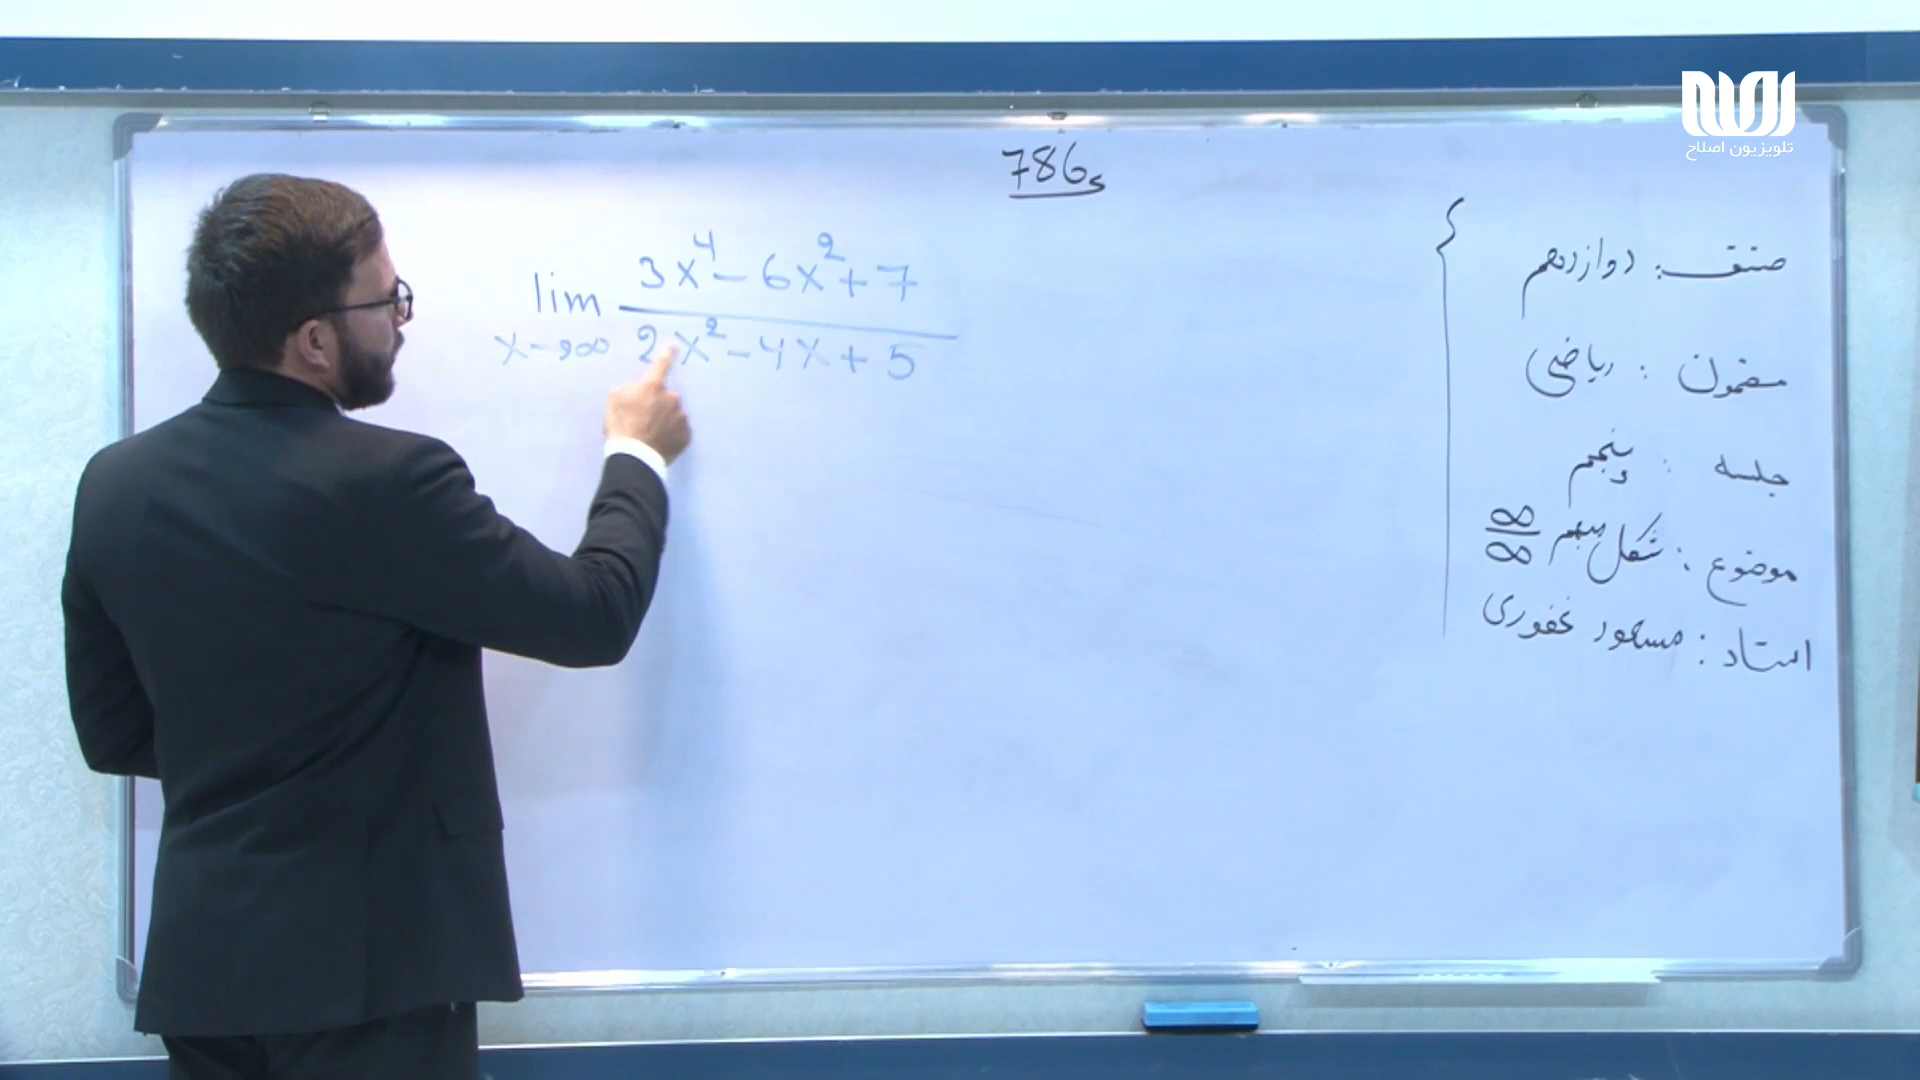 786
lim 3x⁴ - 6x² + 7
x→∞ 2x² - 4x + 5
صنف: دوازدهم
مضمون: ریاضی
جلسه: پنجم
موضوع: شکل مبهم ∞/∞
استاد: مسعود غفوری
تلویزیون اصلاح